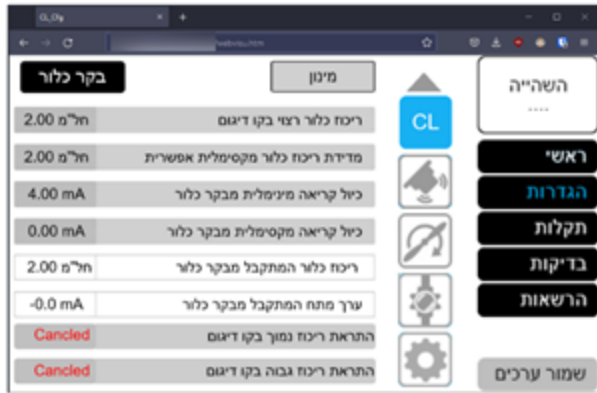 מינון
בקר כלור
ריכוז כלור רצוי בקו דיגום 2.00 חל"מ
מדידת ריכוז כלור מקסימלית אפשרית 2.00 חל"מ
כיול קריאה מינימלית מבקר כלור 4.00 mA
כיול קריאה מקסימלית מבקר כלור 0.00 mA
ריכוז כלור המתקבל מבקר כלור 2.00 חל"מ
ערך מתח המתקבל מבקר כלור -0.0 mA
התראת ריכוז נמוך בקו דיגום Cancled
התראת ריכוז גבוה בקו דיגום Cancled
CL
השהייה
----
ראשי
הגדרות
תקלות
בדיקות
הרשאות
שמור ערכים